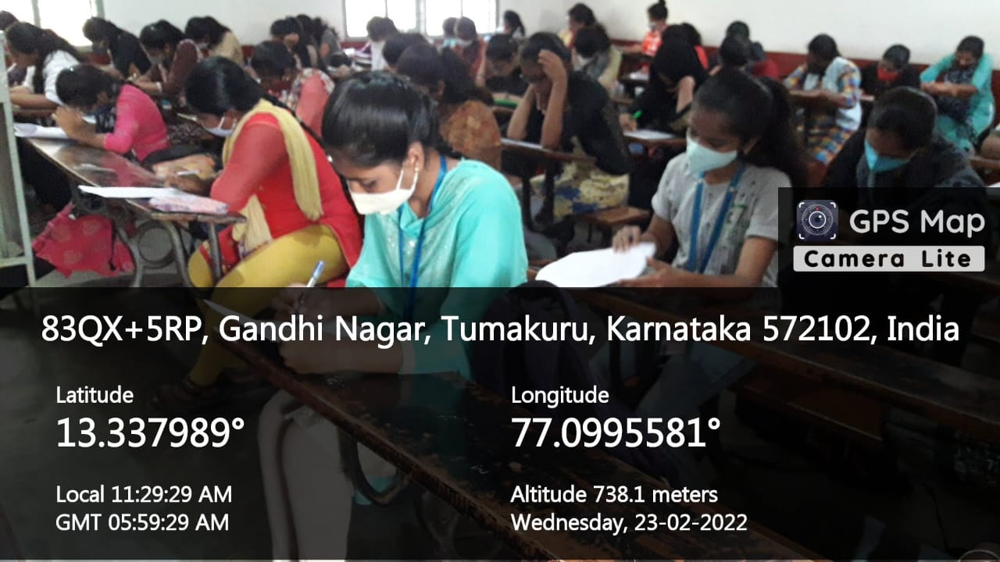 GPS Map
Camera Lite
83QX+5RP, Gandhi Nagar, Tumakuru, Karnataka 572102, India
Latitude
13.337989°
Longitude
77.0995581°
Local 11:29:29 AM
GMT 05:59:29 AM
Altitude 738.1 meters
Wednesday, 23-02-2022